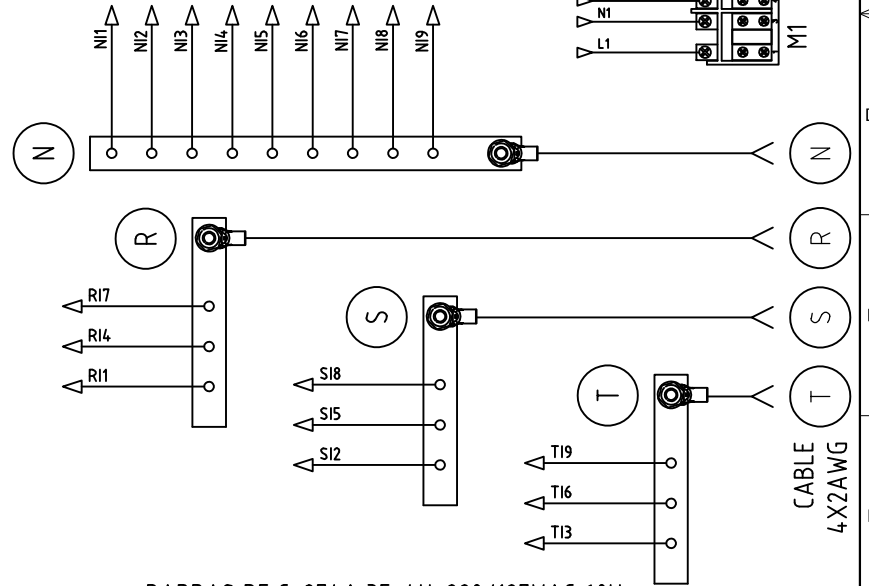 NI1
NI2
NI3
NI4
NI5
NI6
NI7
NI8
NI9
N1
L1
M1
N
N
R
R
RI7
RI4
RI1
S
S
SI8
SI5
SI2
T
T
TI9
TI6
TI3
CABLE
4X2AWG